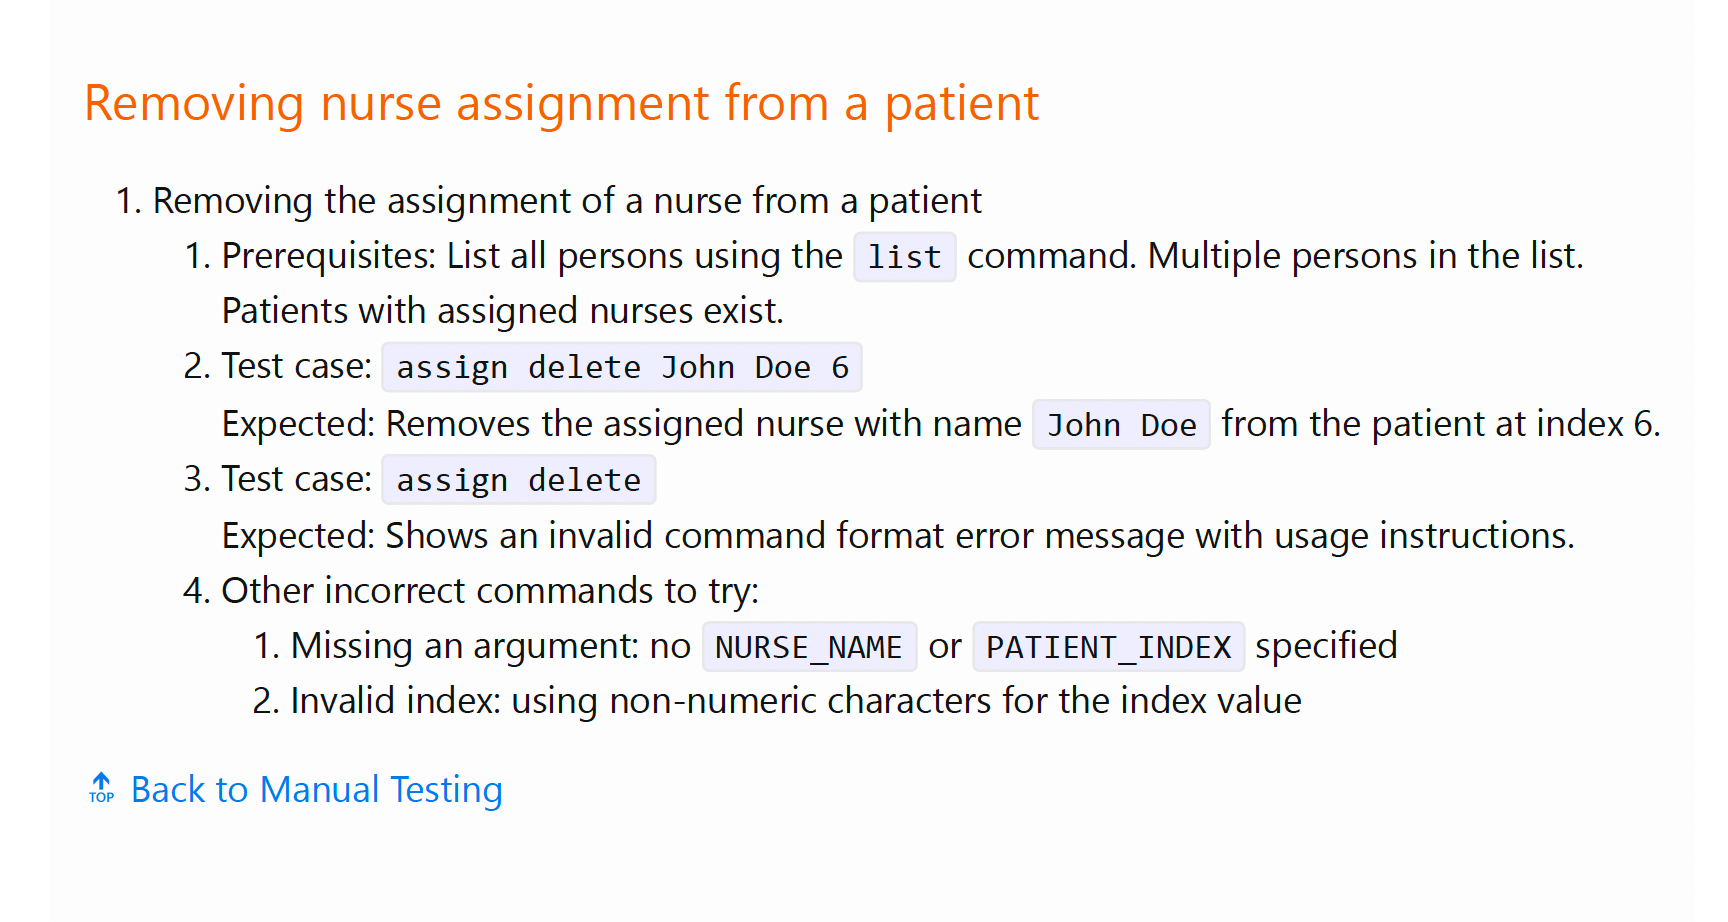 Removing nurse assignment from a patient
1. Removing the assignment of a nurse from a patient
1. Prerequisites: List all persons using the list command. Multiple persons in the list.
Patients with assigned nurses exist.
2. Test case: assign delete John Doe 6
Expected: Removes the assigned nurse with name John Doe from the patient at index 6.
3. Test case: assign delete
Expected: Shows an invalid command format error message with usage instructions.
4. Other incorrect commands to try:
1. Missing an argument: no NURSE_NAME or PATIENT_INDEX specified
2. Invalid index: using non-numeric characters for the index value
TOP Back to Manual Testing